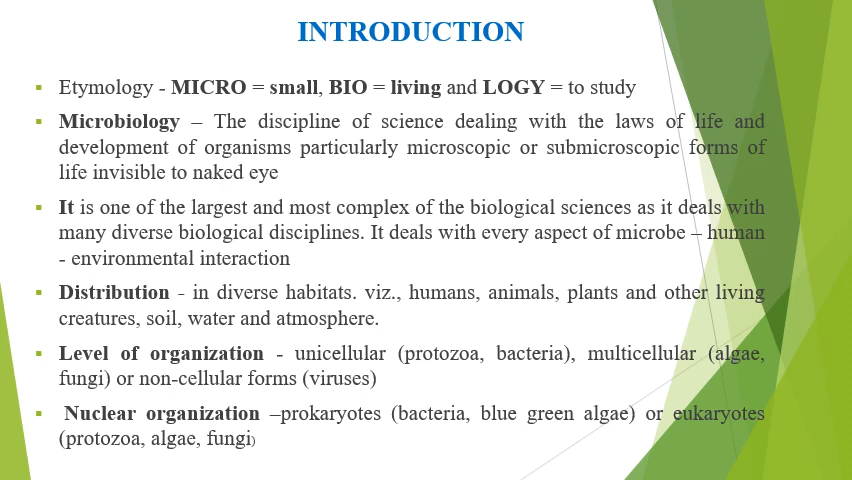 INTRODUCTION
▪ Etymology - MICRO = small, BIO = living and LOGY = to study
▪ Microbiology – The discipline of science dealing with the laws of life and
development of organisms particularly microscopic or submicroscopic forms of
life invisible to naked eye
▪ It is one of the largest and most complex of the biological sciences as it deals with
many diverse biological disciplines. It deals with every aspect of microbe – human
- environmental interaction
▪ Distribution - in diverse habitats. viz., humans, animals, plants and other living
creatures, soil, water and atmosphere.
▪ Level of organization - unicellular (protozoa, bacteria), multicellular (algae,
fungi) or non-cellular forms (viruses)
▪ Nuclear organization –prokaryotes (bacteria, blue green algae) or eukaryotes
(protozoa, algae, fungi)